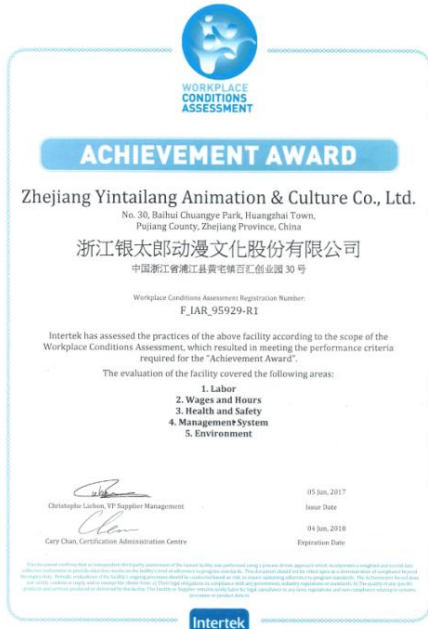 WORKPLACE
CONDITIONS
ASSESSMENT
ACHIEVEMENT AWARD
Zhejiang Yintailang Animation & Culture Co., Ltd.
No. 30, Baihui Chuangye Park, Huangzhai Town,
Pujiang County, Zhejiang Province, China
浙江银太郎动漫文化股份有限公司
中国浙江省浦江县黄宅镇百汇创业园 30 号
Workplace Conditions Assessment Registration Number:
F_IAR_95929-R1
Intertek has assessed the practices of the above facility according to the scope of the
Workplace Conditions Assessment, which resulted in meeting the performance criteria
required for the "Achievement Award".
The evaluation of the facility covered the following areas:
1. Labor
2. Wages and Hours
3. Health and Safety
4. Management System
5. Environment
05 Jun, 2017
Christophe Liebon, VP Supplier Management
Issue Date
04 Jun, 2018
Gary Chan, Certification Administration Centre
Expiration Date
Intertek